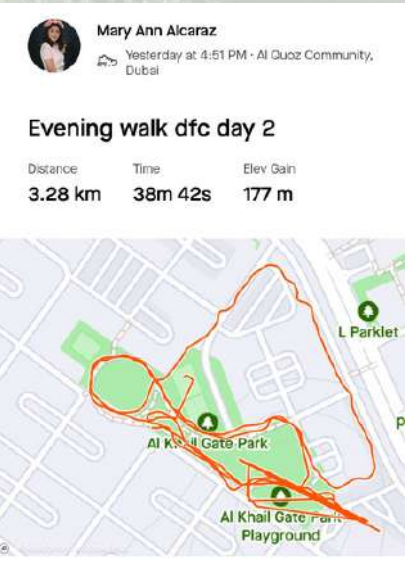 Mary Ann Alcaraz
Yesterday at 4:51 PM · Al Quoz Community,
Dubai
Evening walk dfc day 2
Distance
Time
Elev Gain
3.28 km
38m 42s
177 m
L Parklet
Al Khail Gate Park
Al Khail Gate Park
Playground